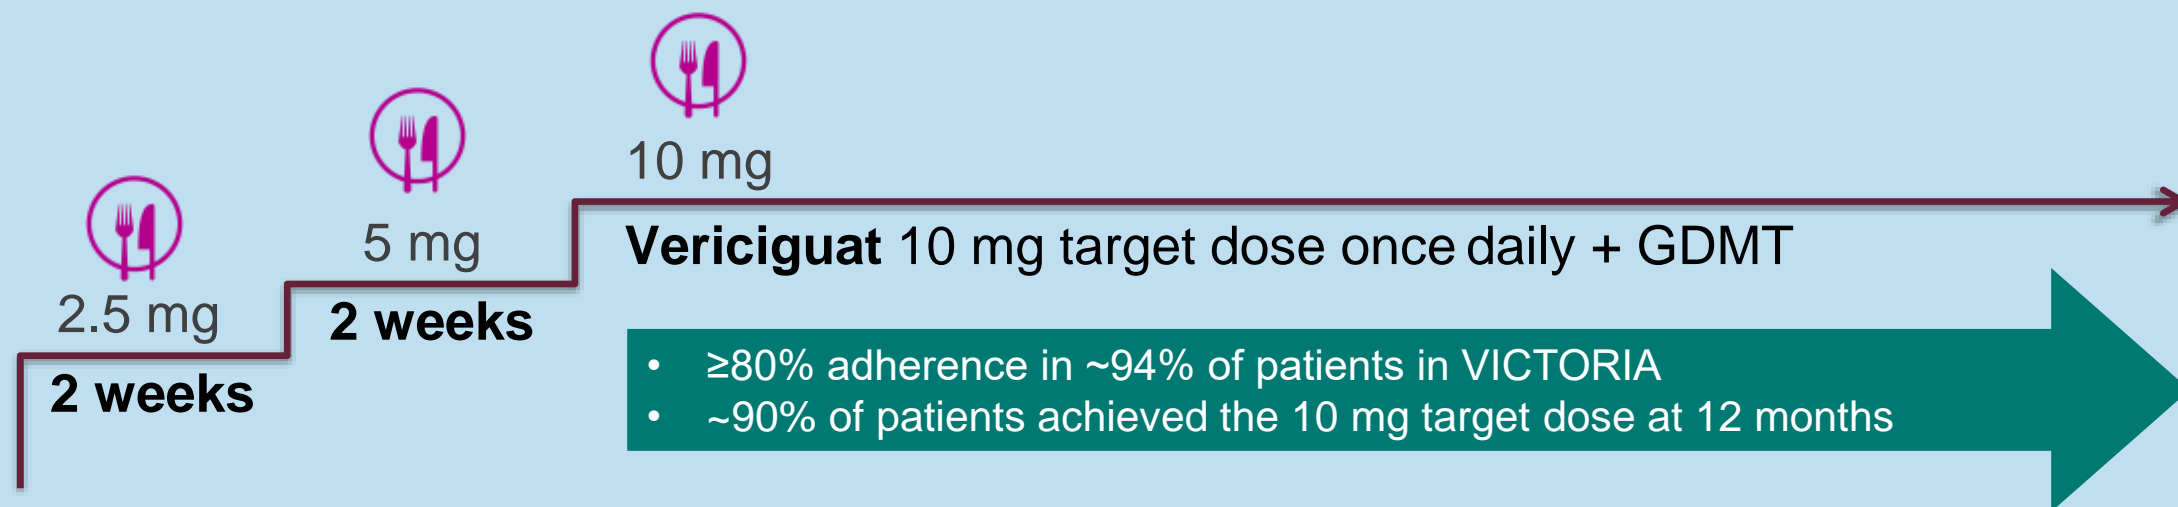 2.5 mg
2 weeks
5 mg
2 weeks
10 mg
Vericiguat 10 mg target dose once daily + GDMT
• ≥80% adherence in ~94% of patients in VICTORIA
• ~90% of patients achieved the 10 mg target dose at 12 months